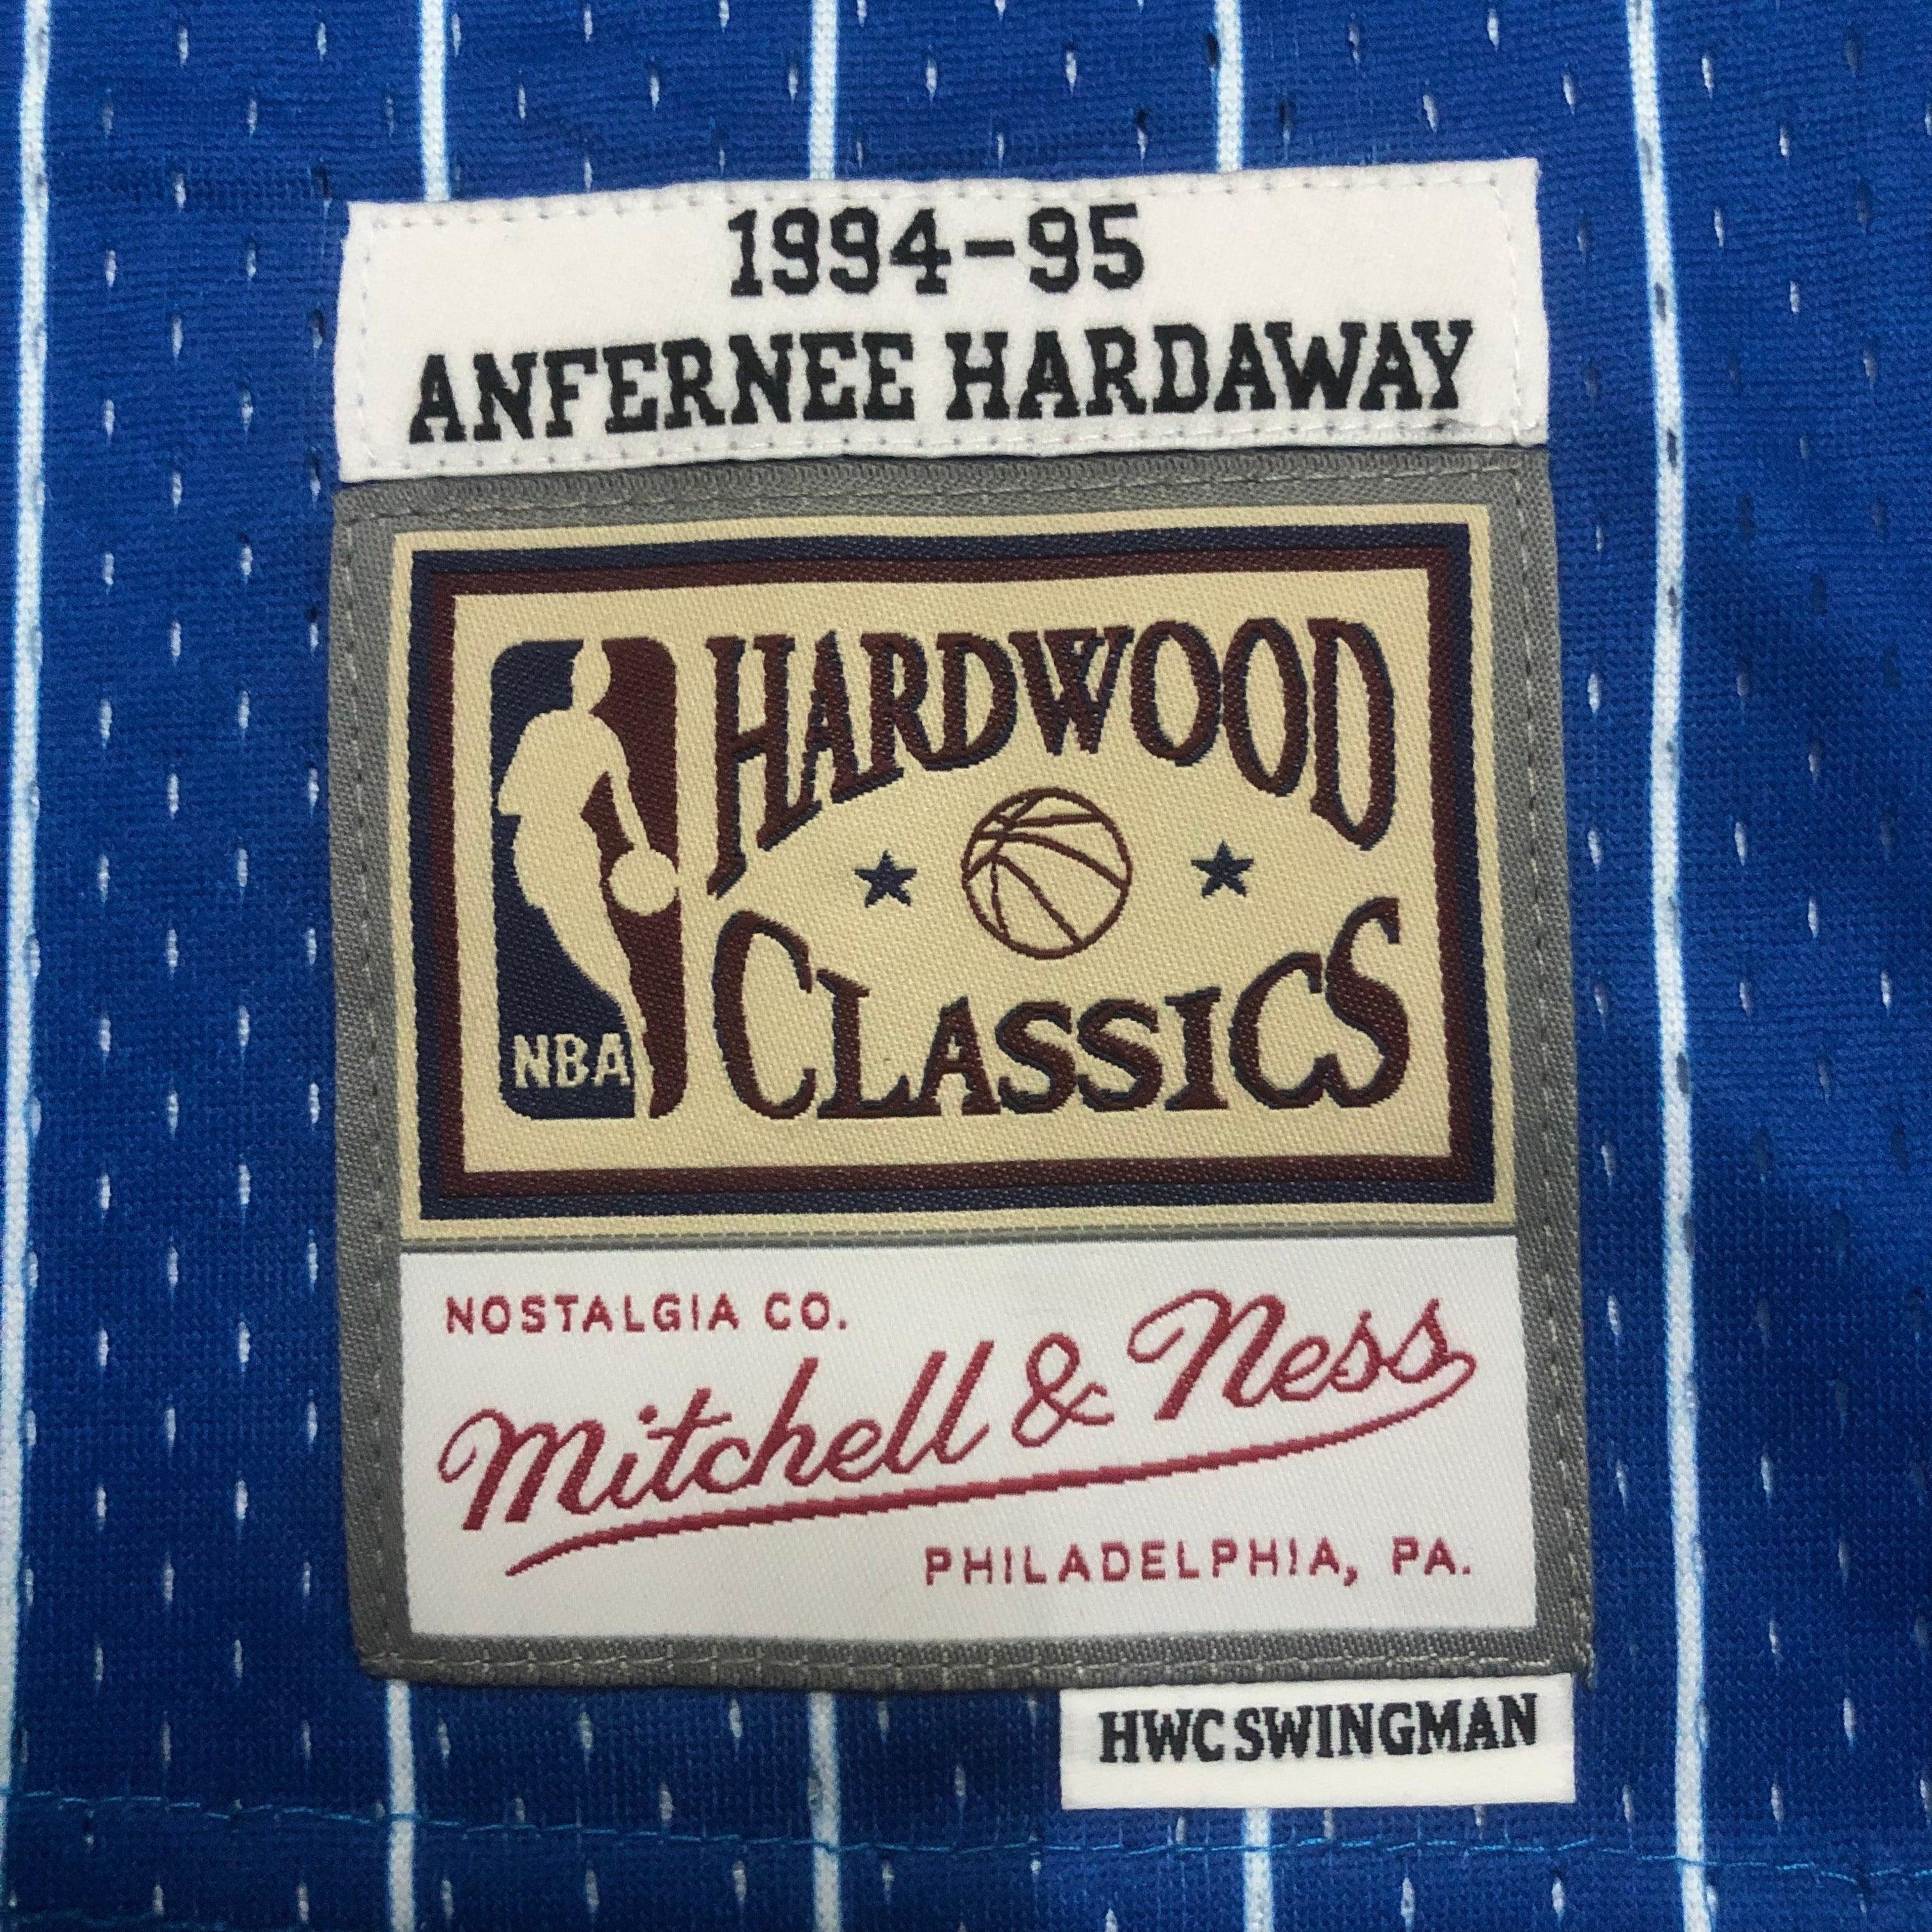 1994-95
ANFERNEE HARDAWAY
HARDWOOD
CLASSICS
NBA
NOSTALGIA CO.
Mitchell & Ness
PHILADELPHIA, PA.
HWC SWINGMAN